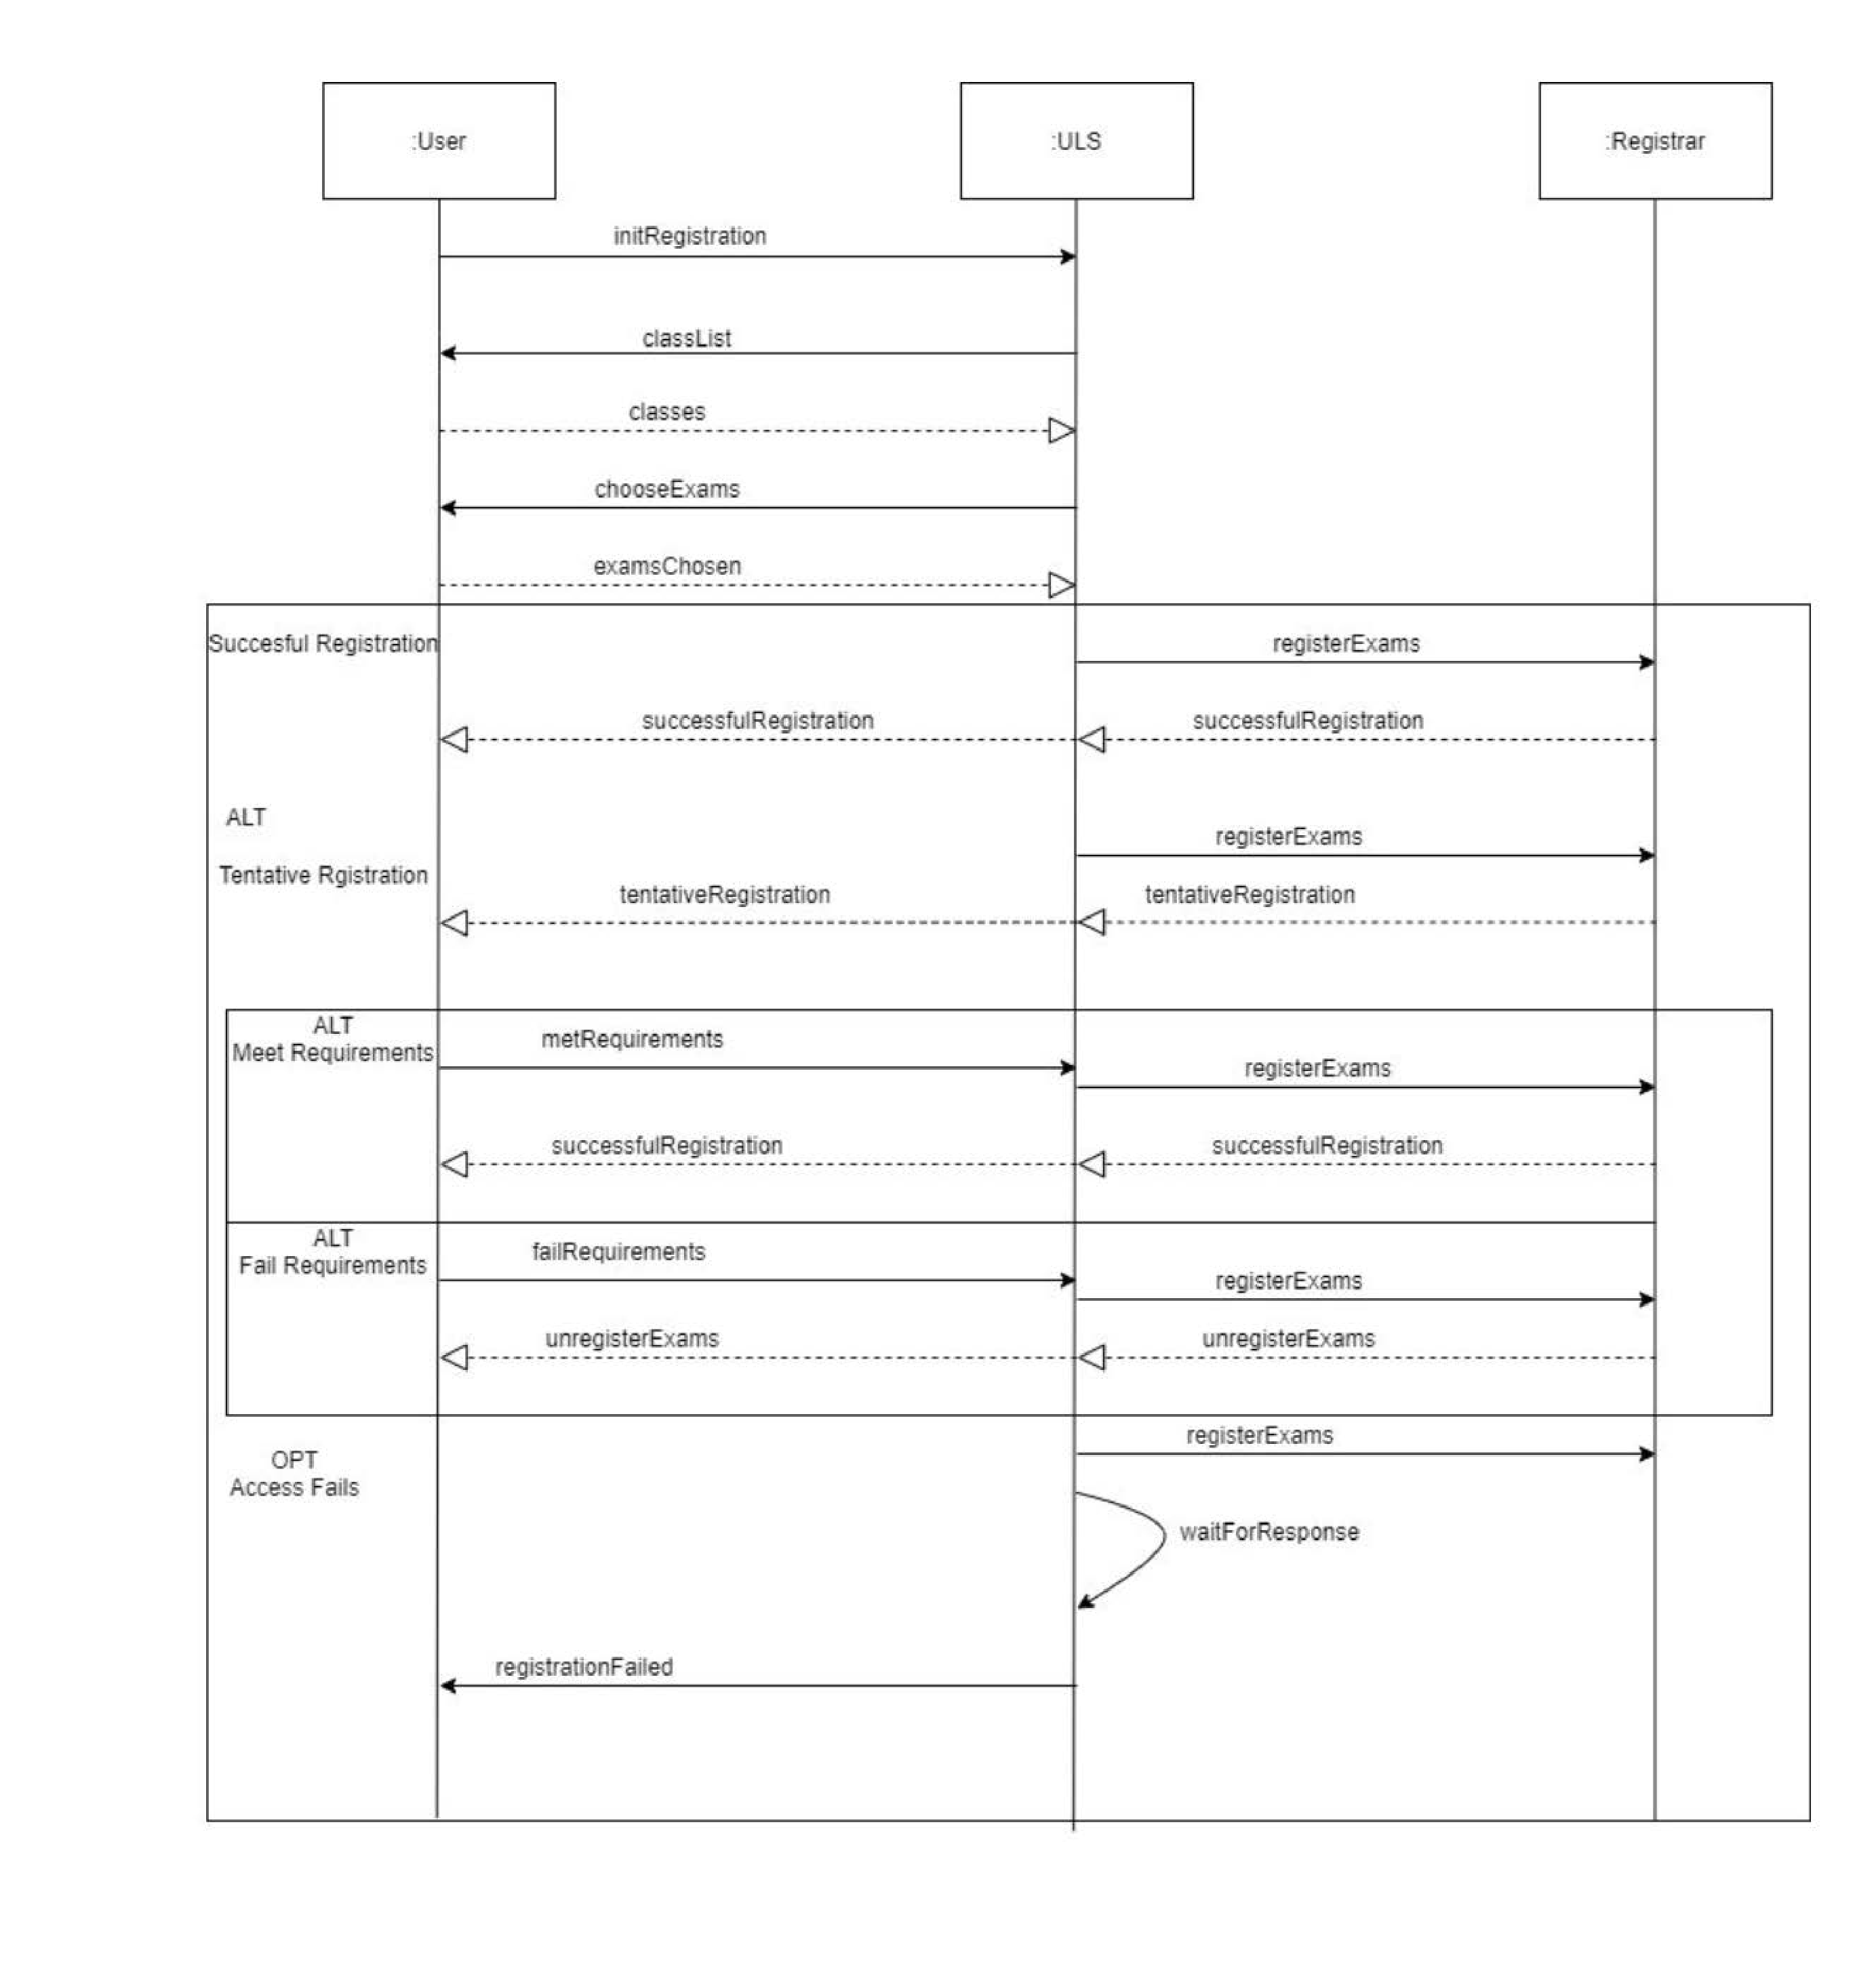 :User
:ULS
:Registrar
initRegistration
classList
classes
chooseExams
examsChosen
Succesful Registration
registerExams
successfulRegistration
successfulRegistration
ALT
registerExams
Tentative Rgistration
tentativeRegistration
tentativeRegistration
ALT
Meet Requirements
metRequirements
registerExams
successfulRegistration
successfulRegistration
ALT
Fail Requirements
failRequirements
registerExams
unregisterExams
unregisterExams
registerExams
OPT
Access Fails
waitForResponse
registrationFailed